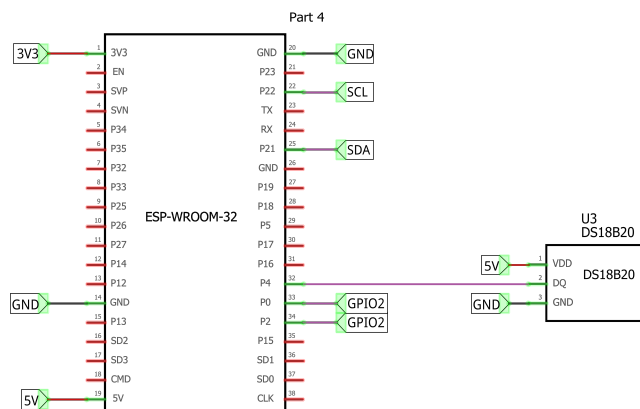 Part 4
3V3 1 3V3 GND 20 GND
2 EN P23 21
3 SVP P22 22 SCL
4 SVN TX 23
5 P34 RX 24
6 P35 P21 25 SDA
7 P32 GND 26
8 P33 P19 27
9 P25 P18 28
ESP-WROOM-32
10 P26 P5 29
11 P27 P17 30
12 P14 P16 31
13 P12 P4 32
GND 14 GND P0 33 GPIO2
15 P13 P2 34 GPIO2
16 SD2 P15 35
17 SD3 SD1 36
18 CMD SD0 37
5V 19 5V CLK 38
U3
DS18B20
5V 1 VDD
2 DQ DS18B20
GND 3 GND